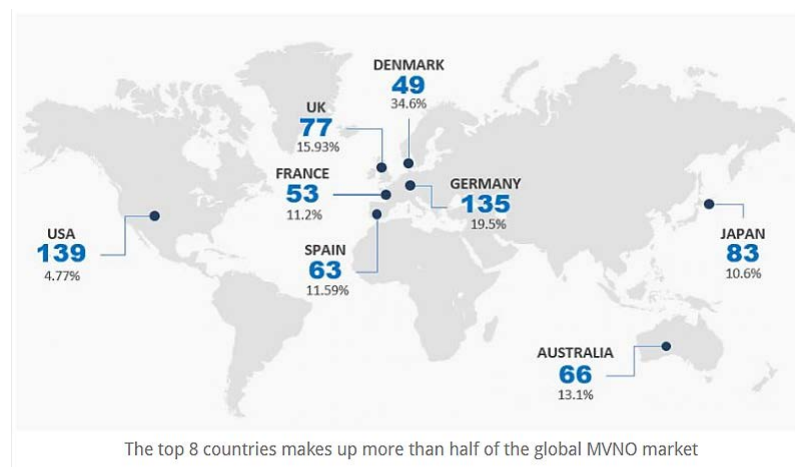 DENMARK
49
34.6%
UK
77
15.93%
FRANCE
53
11.2%
GERMANY
135
19.5%
USA
139
4.77%
SPAIN
63
11.59%
JAPAN
83
10.6%
AUSTRALIA
66
13.1%
The top 8 countries makes up more than half of the global MVNO market